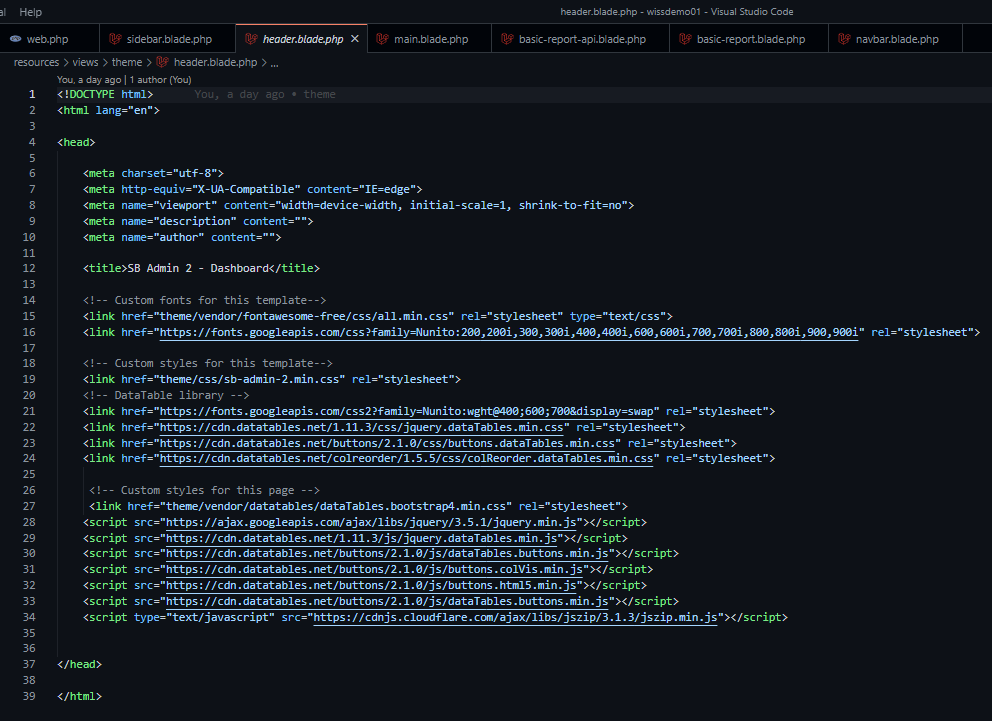 al Help header.blade.php - wissdemo01 - Visual Studio Code
web.php sidebar.blade.php header.blade.php main.blade.php basic-report-api.blade.php basic-report.blade.php navbar.blade.php
resources > views > theme > header.blade.php > ...
You, a day ago | 1 author (You)
1 <!DOCTYPE html> You, a day ago • theme
2 <html lang="en">
3
4 <head>
5
6 <meta charset="utf-8">
7 <meta http-equiv="X-UA-Compatible" content="IE=edge">
8 <meta name="viewport" content="width=device-width, initial-scale=1, shrink-to-fit=no">
9 <meta name="description" content="">
10 <meta name="author" content="">
11
12 <title>SB Admin 2 - Dashboard</title>
13
14 <!-- Custom fonts for this template-->
15 <link href="theme/vendor/fontawesome-free/css/all.min.css" rel="stylesheet" type="text/css">
16 <link href="https://fonts.googleapis.com/css?family=Nunito:200,200i,300,300i,400,400i,600,600i,700,700i,800,800i,900,900i" rel="stylesheet">
17
18 <!-- Custom styles for this template-->
19 <link href="theme/css/sb-admin-2.min.css" rel="stylesheet">
20 <!-- DataTable library -->
21 <link href="https://fonts.googleapis.com/css2?family=Nunito:wght@400;600;700&display=swap" rel="stylesheet">
22 <link href="https://cdn.datatables.net/1.11.3/css/jquery.dataTables.min.css" rel="stylesheet">
23 <link href="https://cdn.datatables.net/buttons/2.1.0/css/buttons.dataTables.min.css" rel="stylesheet">
24 <link href="https://cdn.datatables.net/colreorder/1.5.5/css/colReorder.dataTables.min.css" rel="stylesheet">
25
26 <!-- Custom styles for this page -->
27 <link href="theme/vendor/datatables/dataTables.bootstrap4.min.css" rel="stylesheet">
28 <script src="https://ajax.googleapis.com/ajax/libs/jquery/3.5.1/jquery.min.js"></script>
29 <script src="https://cdn.datatables.net/1.11.3/js/jquery.dataTables.min.js"></script>
30 <script src="https://cdn.datatables.net/buttons/2.1.0/js/dataTables.buttons.min.js"></script>
31 <script src="https://cdn.datatables.net/buttons/2.1.0/js/buttons.colVis.min.js"></script>
32 <script src="https://cdn.datatables.net/buttons/2.1.0/js/buttons.html5.min.js"></script>
33 <script src="https://cdn.datatables.net/buttons/2.1.0/js/dataTables.buttons.min.js"></script>
34 <script type="text/javascript" src="https://cdnjs.cloudflare.com/ajax/libs/jszip/3.1.3/jszip.min.js"></script>
35
36
37 </head>
38
39 </html>